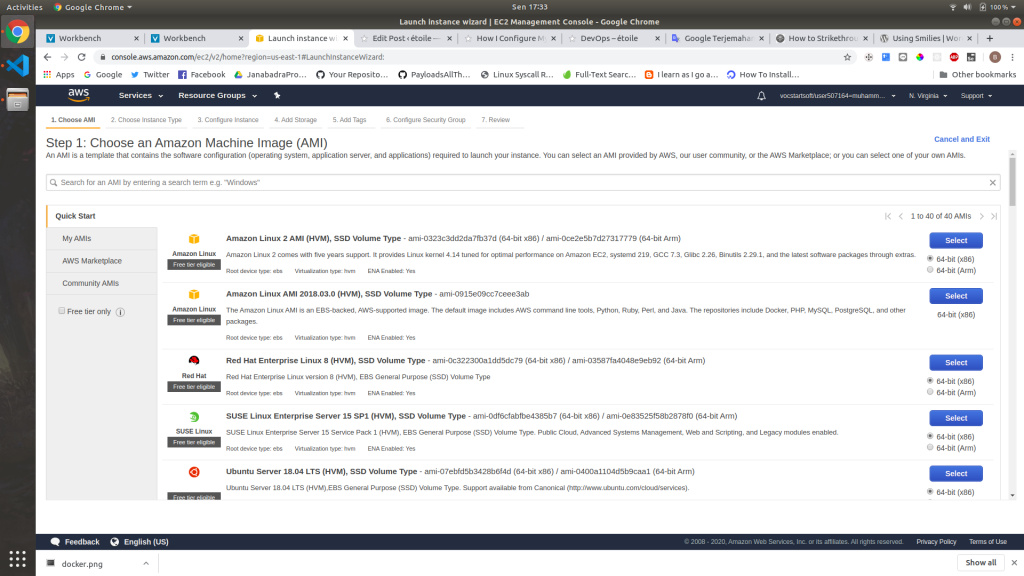 Activities Google Chrome Sen 17:33 100 %
Launch instance wizard | EC2 Management Console - Google Chrome
Workbench Workbench Launch instance wi Edit Post ‹ étoile — How I Configure M DevOps – étoile Google Terjemaha How to Strikethrou Using Smilies | Wor
console.aws.amazon.com/ec2/v2/home?region=us-east-1#LaunchInstanceWizard:
Apps Google Twitter Facebook JanabadraPro... Your Reposito... PayloadsAllTh... Linux Syscall R... Full-Text Searc... I learn as I go a... How To Install... Other bookmarks
aws Services Resource Groups vocstartsoft/user507164=muhamm... N. Virginia Support
1. Choose AMI 2. Choose Instance Type 3. Configure Instance 4. Add Storage 5. Add Tags 6. Configure Security Group 7. Review
Step 1: Choose an Amazon Machine Image (AMI)
Cancel and Exit
An AMI is a template that contains the software configuration (operating system, application server, and applications) required to launch your instance. You can select an AMI provided by AWS, our user community, or the AWS Marketplace; or you can select one of your own AMIs.
Search for an AMI by entering a search term e.g. "Windows"
Quick Start
1 to 40 of 40 AMIs
My AMIs
AWS Marketplace
Community AMIs
Free tier only
Amazon Linux
Free tier eligible
Amazon Linux 2 AMI (HVM), SSD Volume Type - ami-0323c3dd2da7fb37d (64-bit x86) / ami-0ce2e5b7d27317779 (64-bit Arm)
Amazon Linux 2 comes with five years support. It provides Linux kernel 4.14 tuned for optimal performance on Amazon EC2, systemd 219, GCC 7.3, Glibc 2.26, Binutils 2.29.1, and the latest software packages through extras.
Root device type: ebs Virtualization type: hvm ENA Enabled: Yes
Select
64-bit (x86)
64-bit (Arm)
Amazon Linux
Free tier eligible
Amazon Linux AMI 2018.03.0 (HVM), SSD Volume Type - ami-0915e09cc7ceee3ab
The Amazon Linux AMI is an EBS-backed, AWS-supported image. The default image includes AWS command line tools, Python, Ruby, Perl, and Java. The repositories include Docker, PHP, MySQL, PostgreSQL, and other
packages.
Root device type: ebs Virtualization type: hvm ENA Enabled: Yes
Select
64-bit (x86)
Red Hat
Free tier eligible
Red Hat Enterprise Linux 8 (HVM), SSD Volume Type - ami-0c322300a1dd5dc79 (64-bit x86) / ami-03587fa4048e9eb92 (64-bit Arm)
Red Hat Enterprise Linux version 8 (HVM), EBS General Purpose (SSD) Volume Type
Root device type: ebs Virtualization type: hvm ENA Enabled: Yes
Select
64-bit (x86)
64-bit (Arm)
SUSE Linux
Free tier eligible
SUSE Linux Enterprise Server 15 SP1 (HVM), SSD Volume Type - ami-0df6cfabfbe4385b7 (64-bit x86) / ami-0e83525f58b2878f0 (64-bit Arm)
SUSE Linux Enterprise Server 15 Service Pack 1 (HVM), EBS General Purpose (SSD) Volume Type. Public Cloud, Advanced Systems Management, Web and Scripting, and Legacy modules enabled.
Root device type: ebs Virtualization type: hvm ENA Enabled: Yes
Select
64-bit (x86)
64-bit (Arm)
Free tier eligible
Ubuntu Server 18.04 LTS (HVM), SSD Volume Type - ami-07ebfd5b3428b6f4d (64-bit x86) / ami-0400a1104d5b9caa1 (64-bit Arm)
Ubuntu Server 18.04 LTS (HVM),EBS General Purpose (SSD) Volume Type. Support available from Canonical (http://www.ubuntu.com/cloud/services).
Select
64-bit (x86)
Feedback English (US) © 2008 - 2020, Amazon Web Services, Inc. or its affiliates. All rights reserved. Privacy Policy Terms of Use
docker.png Show all